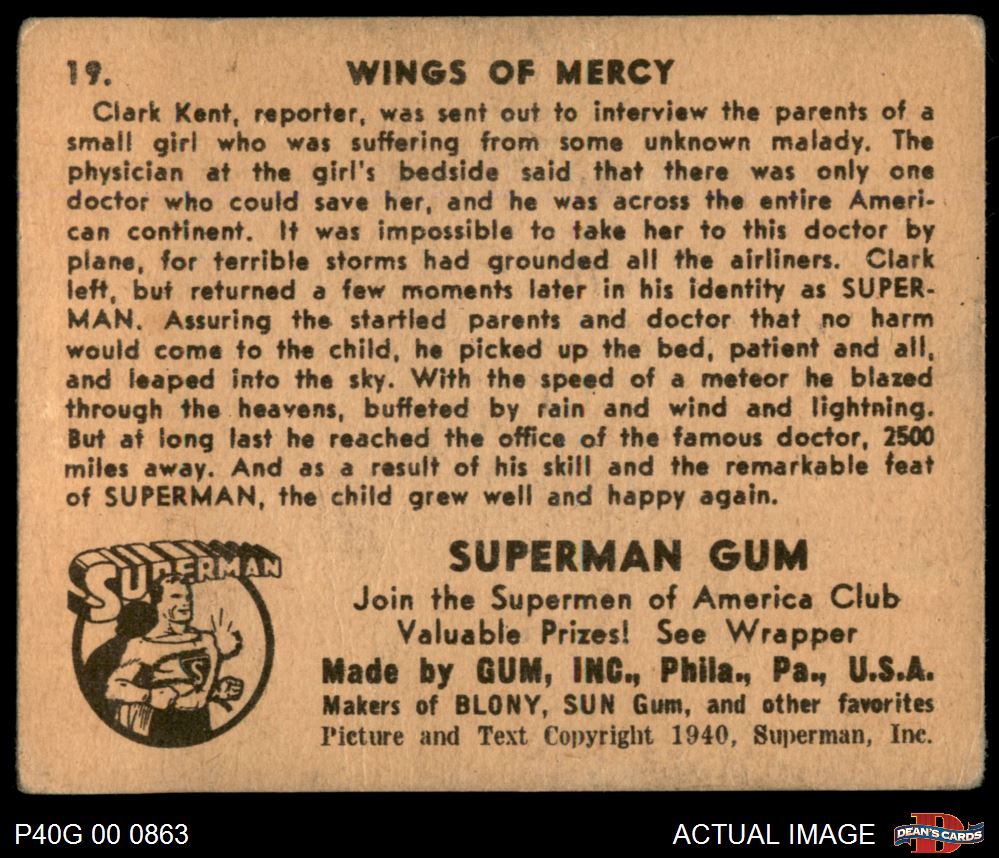 19.
WINGS OF MERCY
Clark Kent, reporter, was sent out to interview the parents of a
small girl who was suffering from some unknown malady. The
physician at the girl's bedside said that there was only one
doctor who could save her, and he was across the entire Ameri-
can continent. It was impossible to take her to this doctor by
plane, for terrible storms had grounded all the airliners. Clark
left, but returned a few moments later in his identity as SUPER-
MAN. Assuring the startled parents and doctor that no harm
would come to the child, he picked up the bed, patient and all,
and leaped into the sky. With the speed of a meteor he blazed
through the heavens, buffeted by rain and wind and lightning.
But at long last he reached the office of the famous doctor, 2500
miles away. And as a result of his skill and the remarkable feat
of SUPERMAN, the child grew well and happy again.
SUPERMAN
S
SUPERMAN GUM
Join the Supermen of America Club
Valuable Prizes! See Wrapper
Made by GUM, INC., Phila., Pa., U.S.A.
Makers of BLONY, SUN Gum, and other favorites
Picture and Text Copyright 1940, Superman, Inc.
P40G 00 0863
ACTUAL IMAGE
D
DEAN'S CARDS